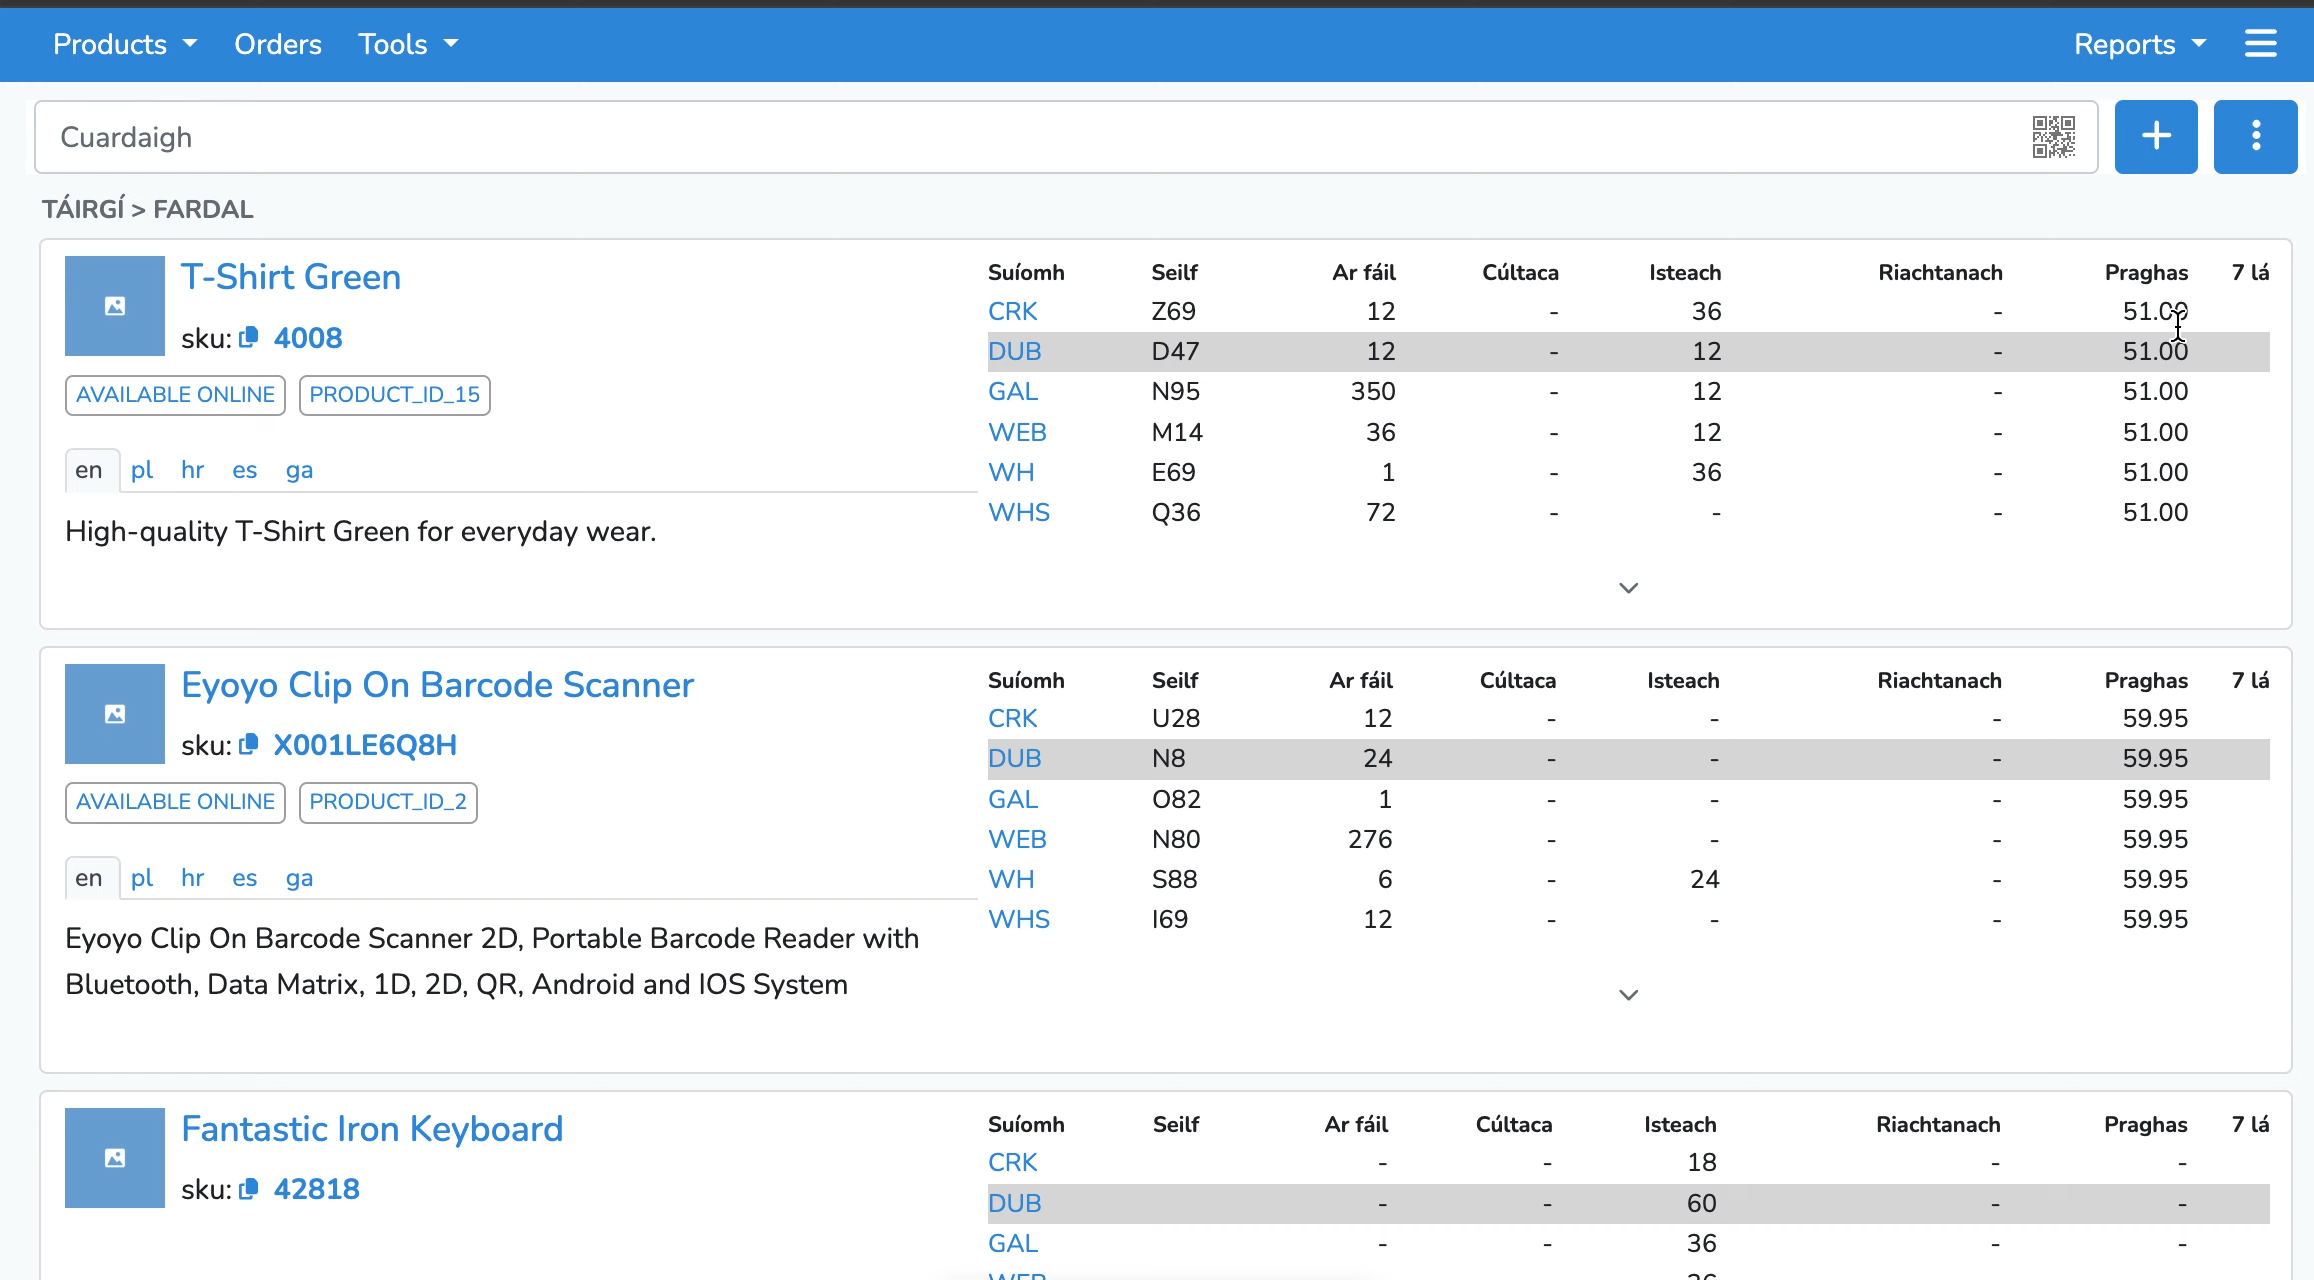 Products Orders Tools Reports
Cuardaigh
TÁIRGÍ > FARDAL
T-Shirt Green
sku: 4008
AVAILABLE ONLINE PRODUCT_ID_15
en pl hr es ga
High-quality T-Shirt Green for everyday wear.
Suíomh Seilf Ar fáil Cúltaca Isteach Riachtanach Praghas 7 lá
CRK Z69 12 - 36 - 51.00
DUB D47 12 - 12 - 51.00
GAL N95 350 - 12 - 51.00
WEB M14 36 - 12 - 51.00
WH E69 1 - 36 - 51.00
WHS Q36 72 - - - 51.00
Eyoyo Clip On Barcode Scanner
sku: X001LE6Q8H
AVAILABLE ONLINE PRODUCT_ID_2
en pl hr es ga
Eyoyo Clip On Barcode Scanner 2D, Portable Barcode Reader with
Bluetooth, Data Matrix, 1D, 2D, QR, Android and IOS System
Suíomh Seilf Ar fáil Cúltaca Isteach Riachtanach Praghas 7 lá
CRK U28 12 - - - 59.95
DUB N8 24 - - - 59.95
GAL O82 1 - - - 59.95
WEB N80 276 - - - 59.95
WH S88 6 - 24 - 59.95
WHS I69 12 - - - 59.95
Fantastic Iron Keyboard
sku: 42818
Suíomh Seilf Ar fáil Cúltaca Isteach Riachtanach Praghas 7 lá
CRK - - 18 - -
DUB - - 60 - -
GAL - - 36 - -
WEB